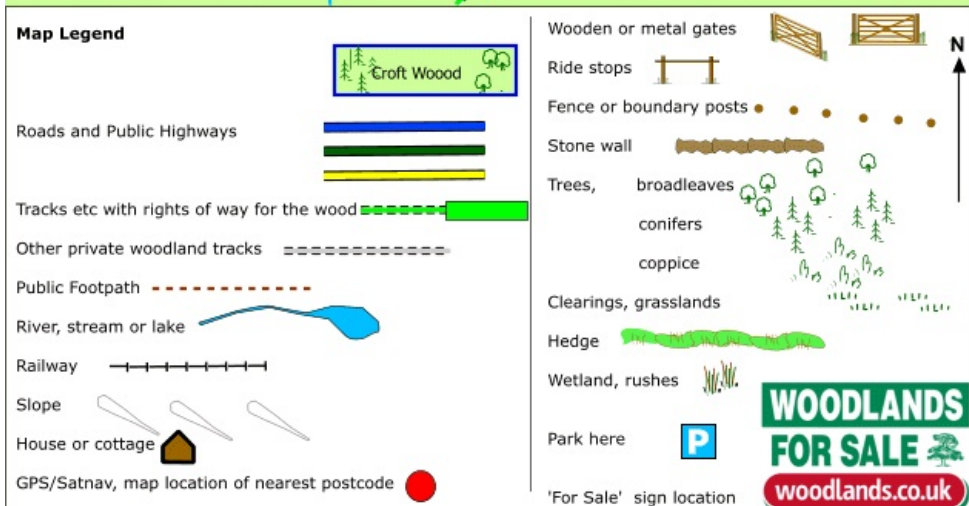 Map Legend
Croft Woood
Roads and Public Highways
Tracks etc with rights of way for the wood
Other private woodland tracks
Public Footpath
River, stream or lake
Railway
Slope
House or cottage
GPS/Satnav, map location of nearest postcode
Wooden or metal gates
N
Ride stops
Fence or boundary posts
Stone wall
Trees, broadleaves
conifers
coppice
Clearings, grasslands
Hedge
Wetland, rushes
Park here
P
'For Sale' sign location
WOODLANDS
FOR SALE
woodlands.co.uk